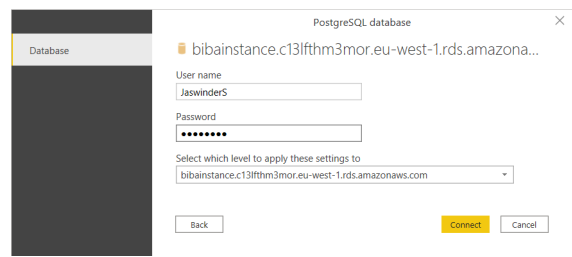 PostgreSQL database
Database
bibainstance.c13lfthm3mor.eu-west-1.rds.amazona...
User name
JaswinderS
Password
••••••••
Select which level to apply these settings to
bibainstance.c13lfthm3mor.eu-west-1.rds.amazonaws.com
Back
Connect
Cancel